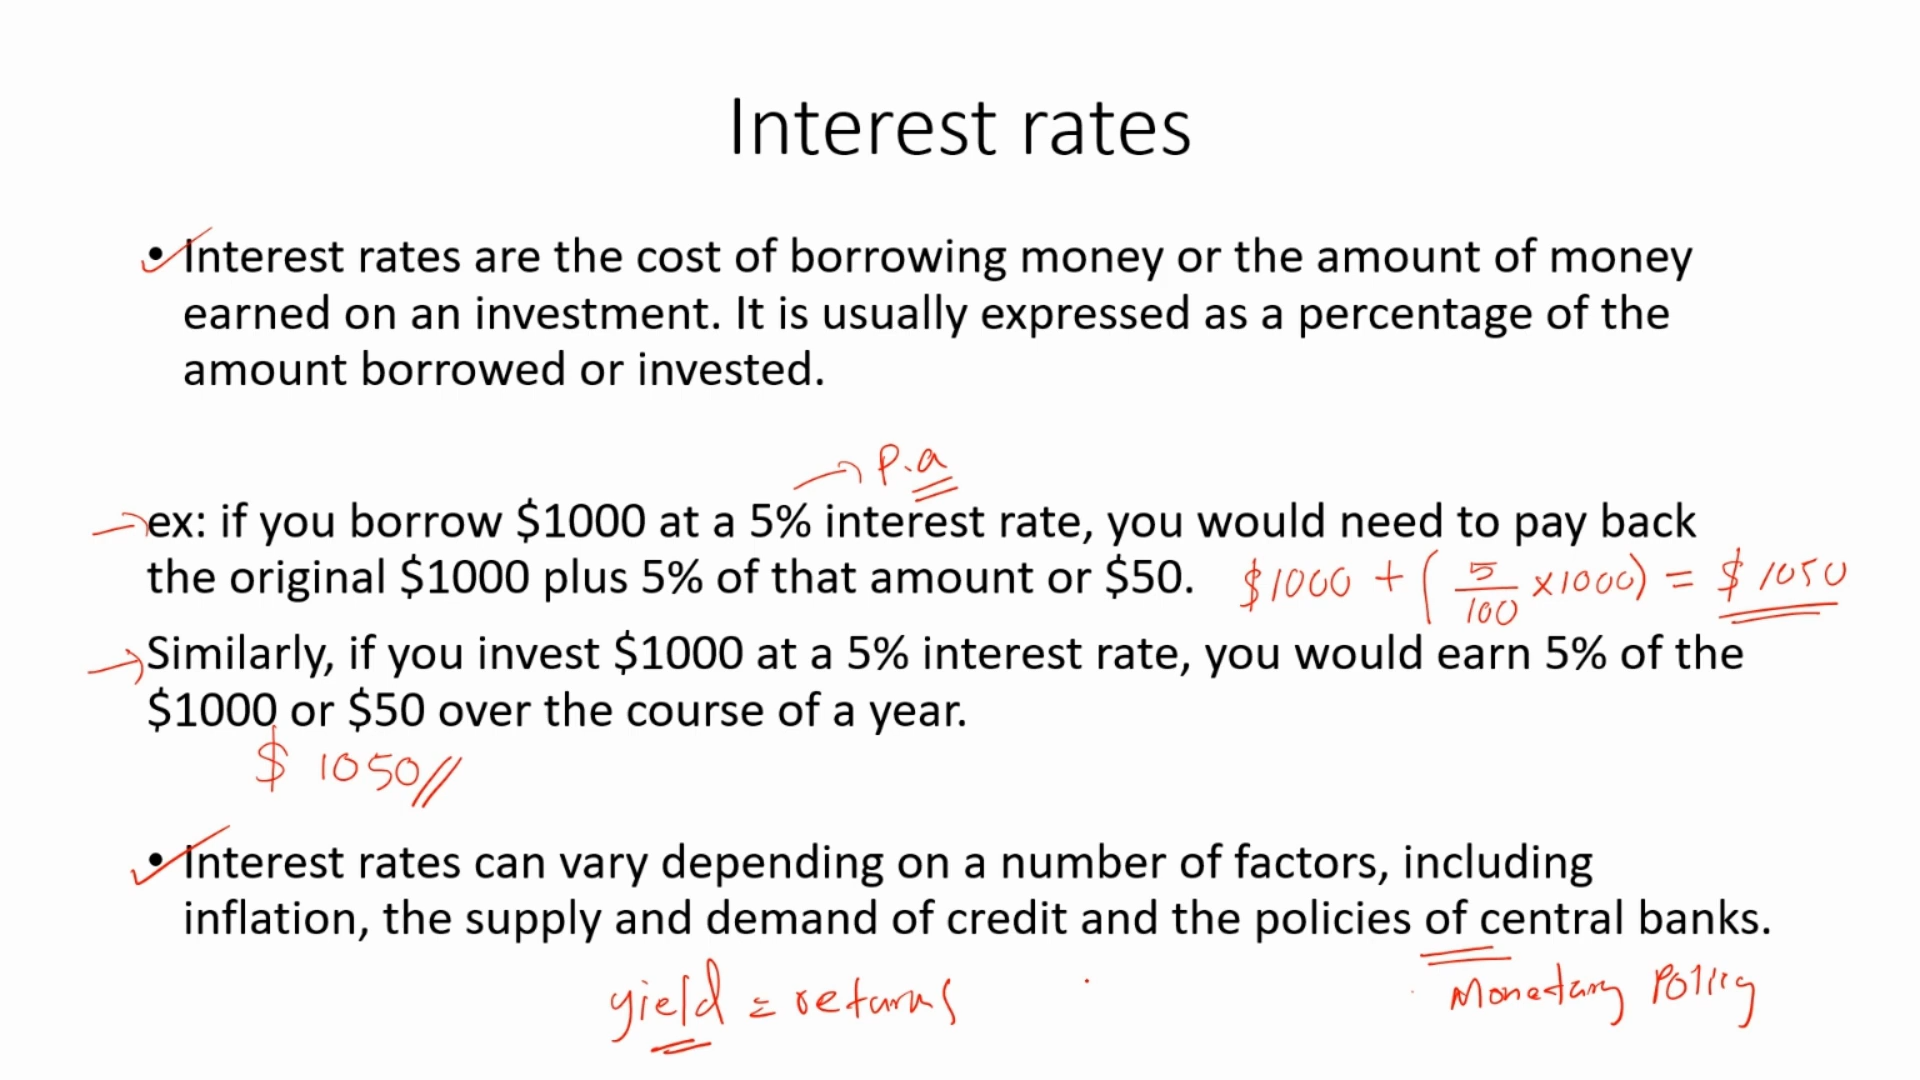 Interest rates
• Interest rates are the cost of borrowing money or the amount of money
earned on an investment. It is usually expressed as a percentage of the
amount borrowed or invested.
P.a
ex: if you borrow $1000 at a 5% interest rate, you would need to pay back
the original $1000 plus 5% of that amount or $50.
$1000 + (5/100 x1000) = $1050
Similarly, if you invest $1000 at a 5% interest rate, you would earn 5% of the
$1000 or $50 over the course of a year.
$ 1050//
• Interest rates can vary depending on a number of factors, including
inflation, the supply and demand of credit and the policies of central banks.
yield = returns
Monetary Policy